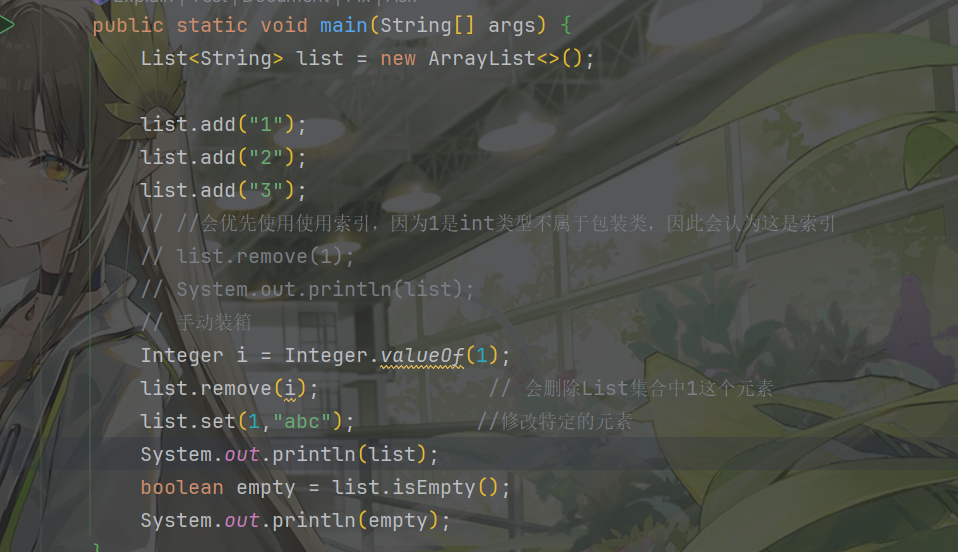 Explain | Test | Document | Fix | Ask
public static void main(String[] args) {
List<String> list = new ArrayList<>();
list.add("1");
list.add("2");
list.add("3");
// //会优先使用使用索引，因为1是int类型不属于包装类，因此会认为这是索引
// list.remove(1);
// System.out.println(list);
// 手动装箱
Integer i = Integer.valueOf(1);
list.remove(i); // 会删除List集合中1这个元素
list.set(1,"abc"); //修改特定的元素
System.out.println(list);
boolean empty = list.isEmpty();
System.out.println(empty);
}